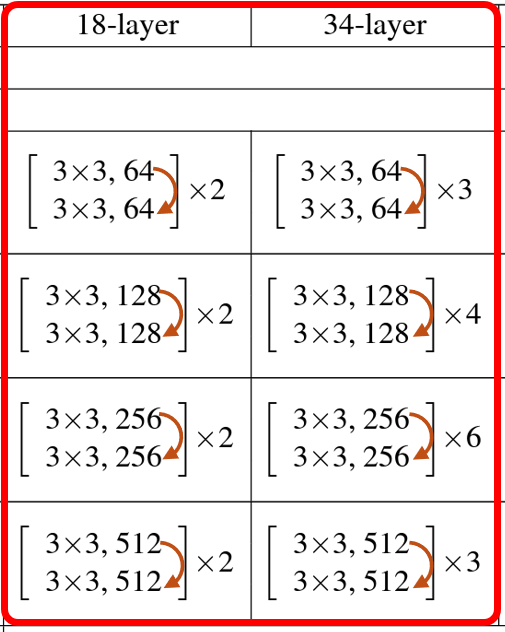 18-layer 34-layer
[ 3×3, 64 3×3, 64 ] ×2 [ 3×3, 64 3×3, 64 ] ×3
[ 3×3, 128 3×3, 128 ] ×2 [ 3×3, 128 3×3, 128 ] ×4
[ 3×3, 256 3×3, 256 ] ×2 [ 3×3, 256 3×3, 256 ] ×6
[ 3×3, 512 3×3, 512 ] ×2 [ 3×3, 512 3×3, 512 ] ×3